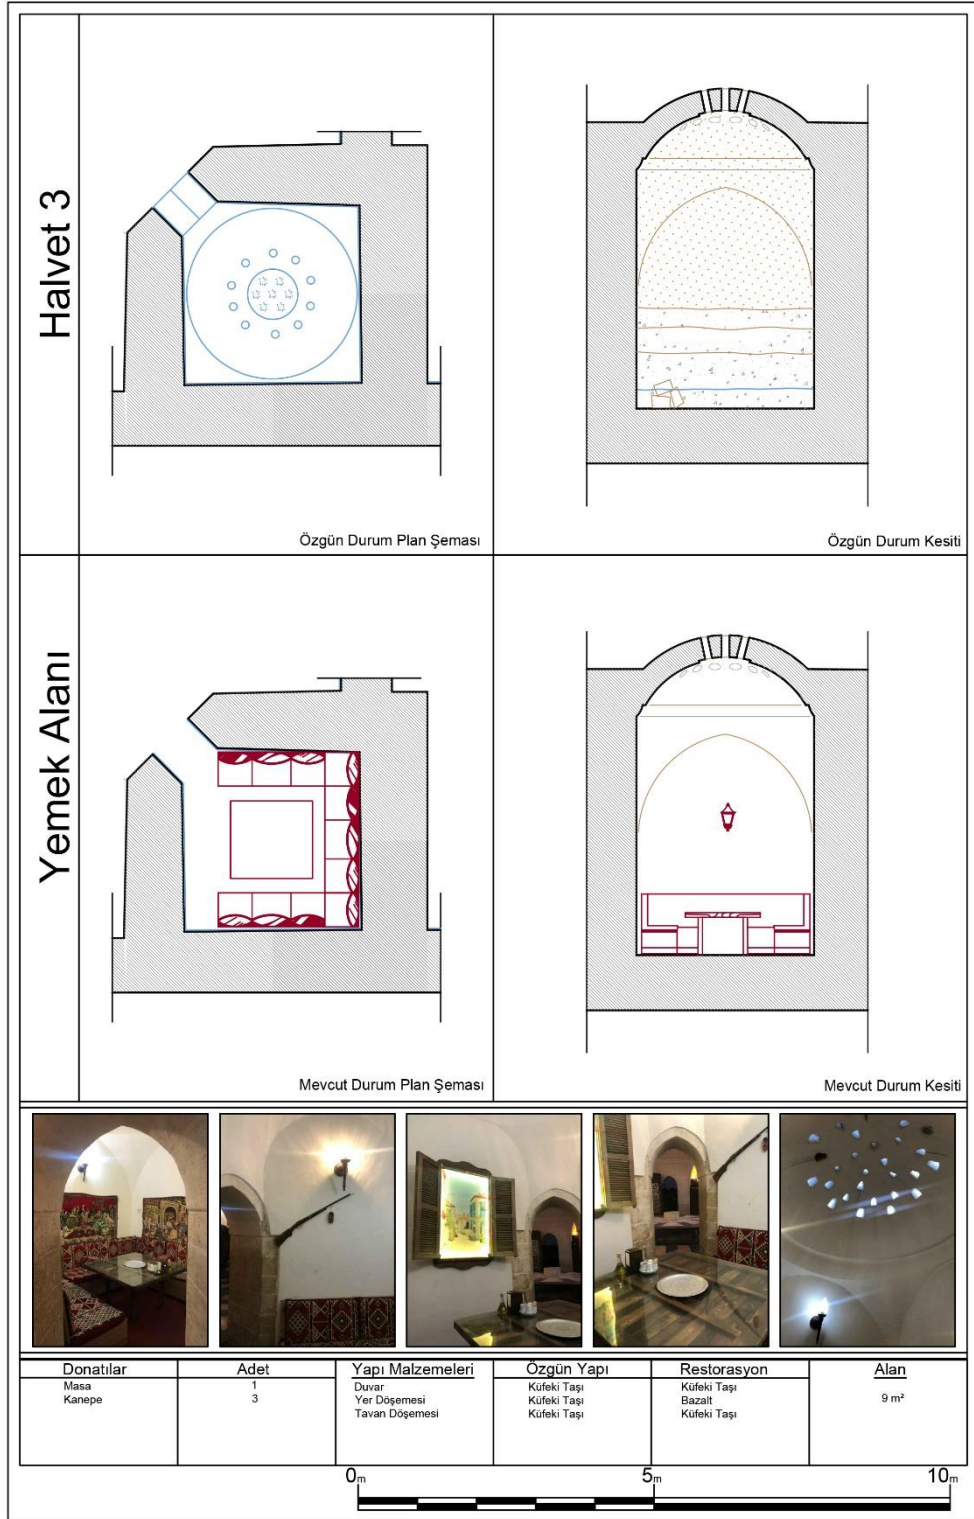 Halvet 3
Özgün Durum Plan Şeması
Özgün Durum Kesiti
Yemek Alanı
Mevcut Durum Plan Şeması
Mevcut Durum Kesiti
Donatılar Adet Yapı Malzemeleri Özgün Yapı Restorasyon Alan
Masa 1 Duvar Küfeki Taşı Küfeki Taşı 9 m²
Kanepe 3 Yer Döşemesi Küfeki Taşı Bazalt
Tavan Döşemesi Küfeki Taşı Küfeki Taşı
0m 5m 10m